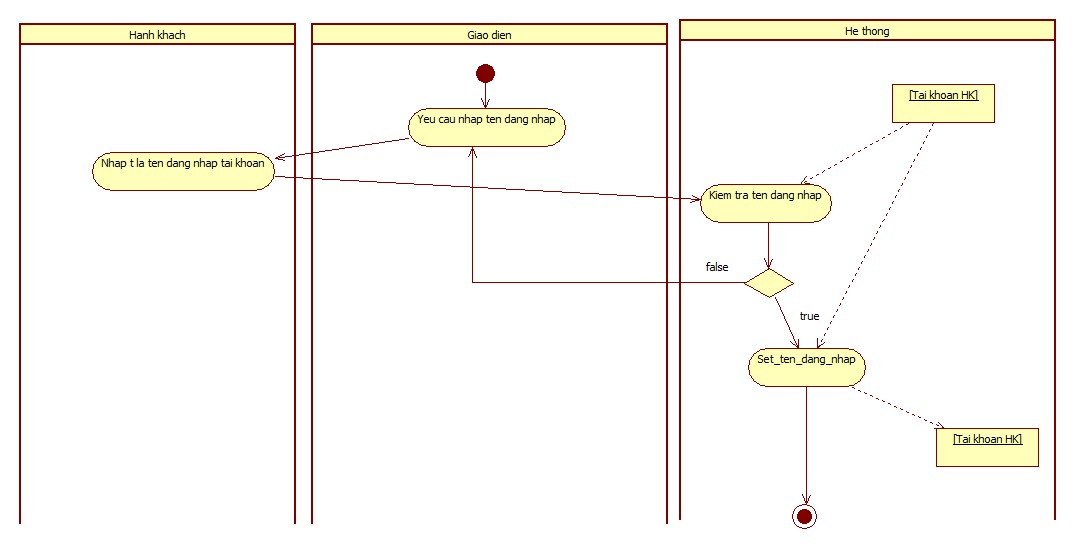 Hanh khach
Giao dien
He thong
[Tai khoan HK]
Yeu cau nhap ten dang nhap
Nhap t la ten dang nhap tai khoan
Kiem tra ten dang nhap
false
true
Set_ten_dang_nhap
[Tai khoan HK]